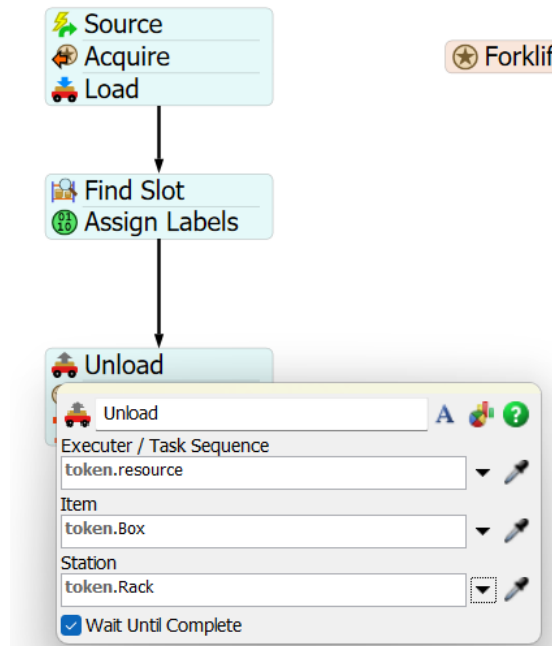 Source
Acquire
Load
Forklif
Find Slot
Assign Labels
Unload
Unload
A
?
Executer / Task Sequence
token.resource
Item
token.Box
Station
token.Rack
Wait Until Complete